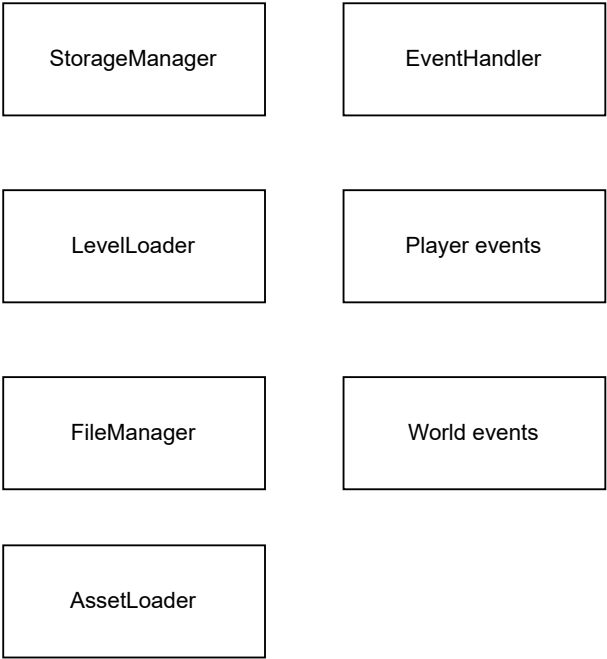 StorageManager
EventHandler
LevelLoader
Player events
FileManager
World events
AssetLoader